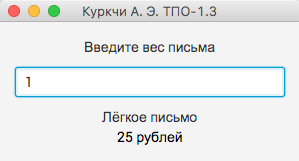 Куркчи А. Э. ТПО-1.3
Введите вес письма
1
Лёгкое письмо
25 рублей